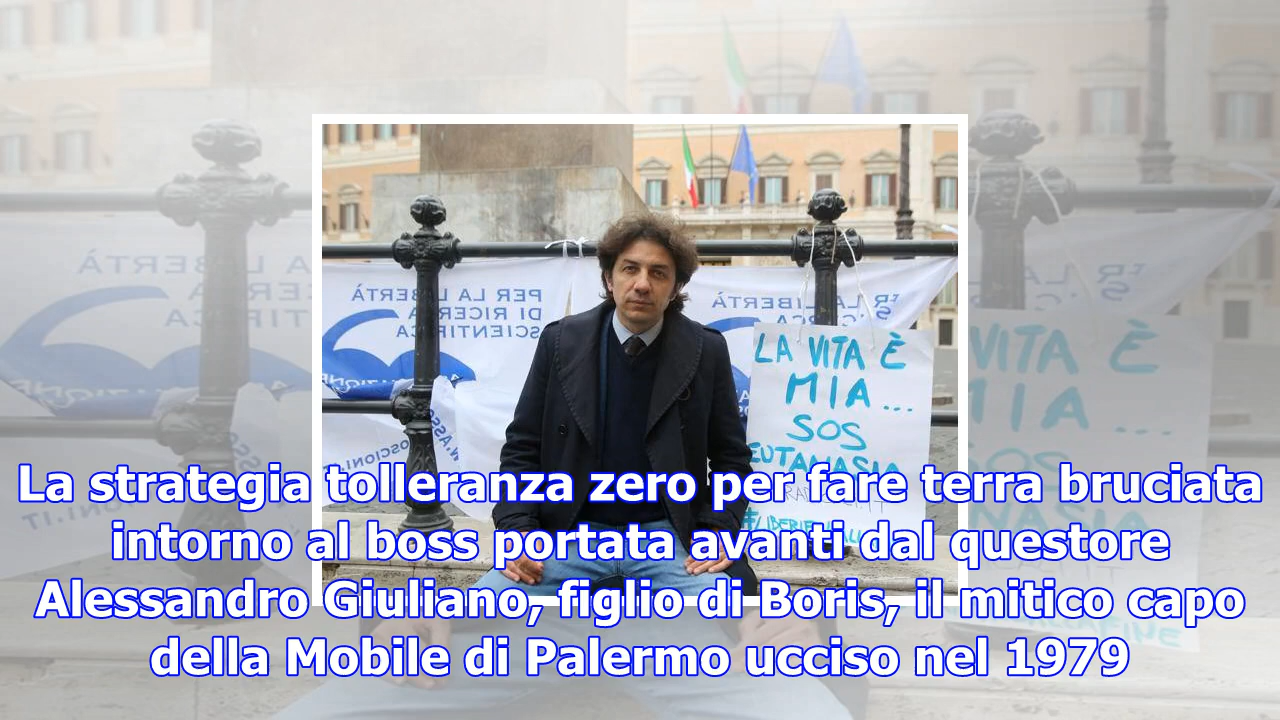 PER LA LIBERTÀ
DI RICERCA
SCIENTIFICA
LA VITA È
MIA...
SOS
EUTANASIA
La strategia tolleranza zero per fare terra bruciata
intorno al boss portata avanti dal questore
Alessandro Giuliano, figlio di Boris, il mitico capo
della Mobile di Palermo ucciso nel 1979